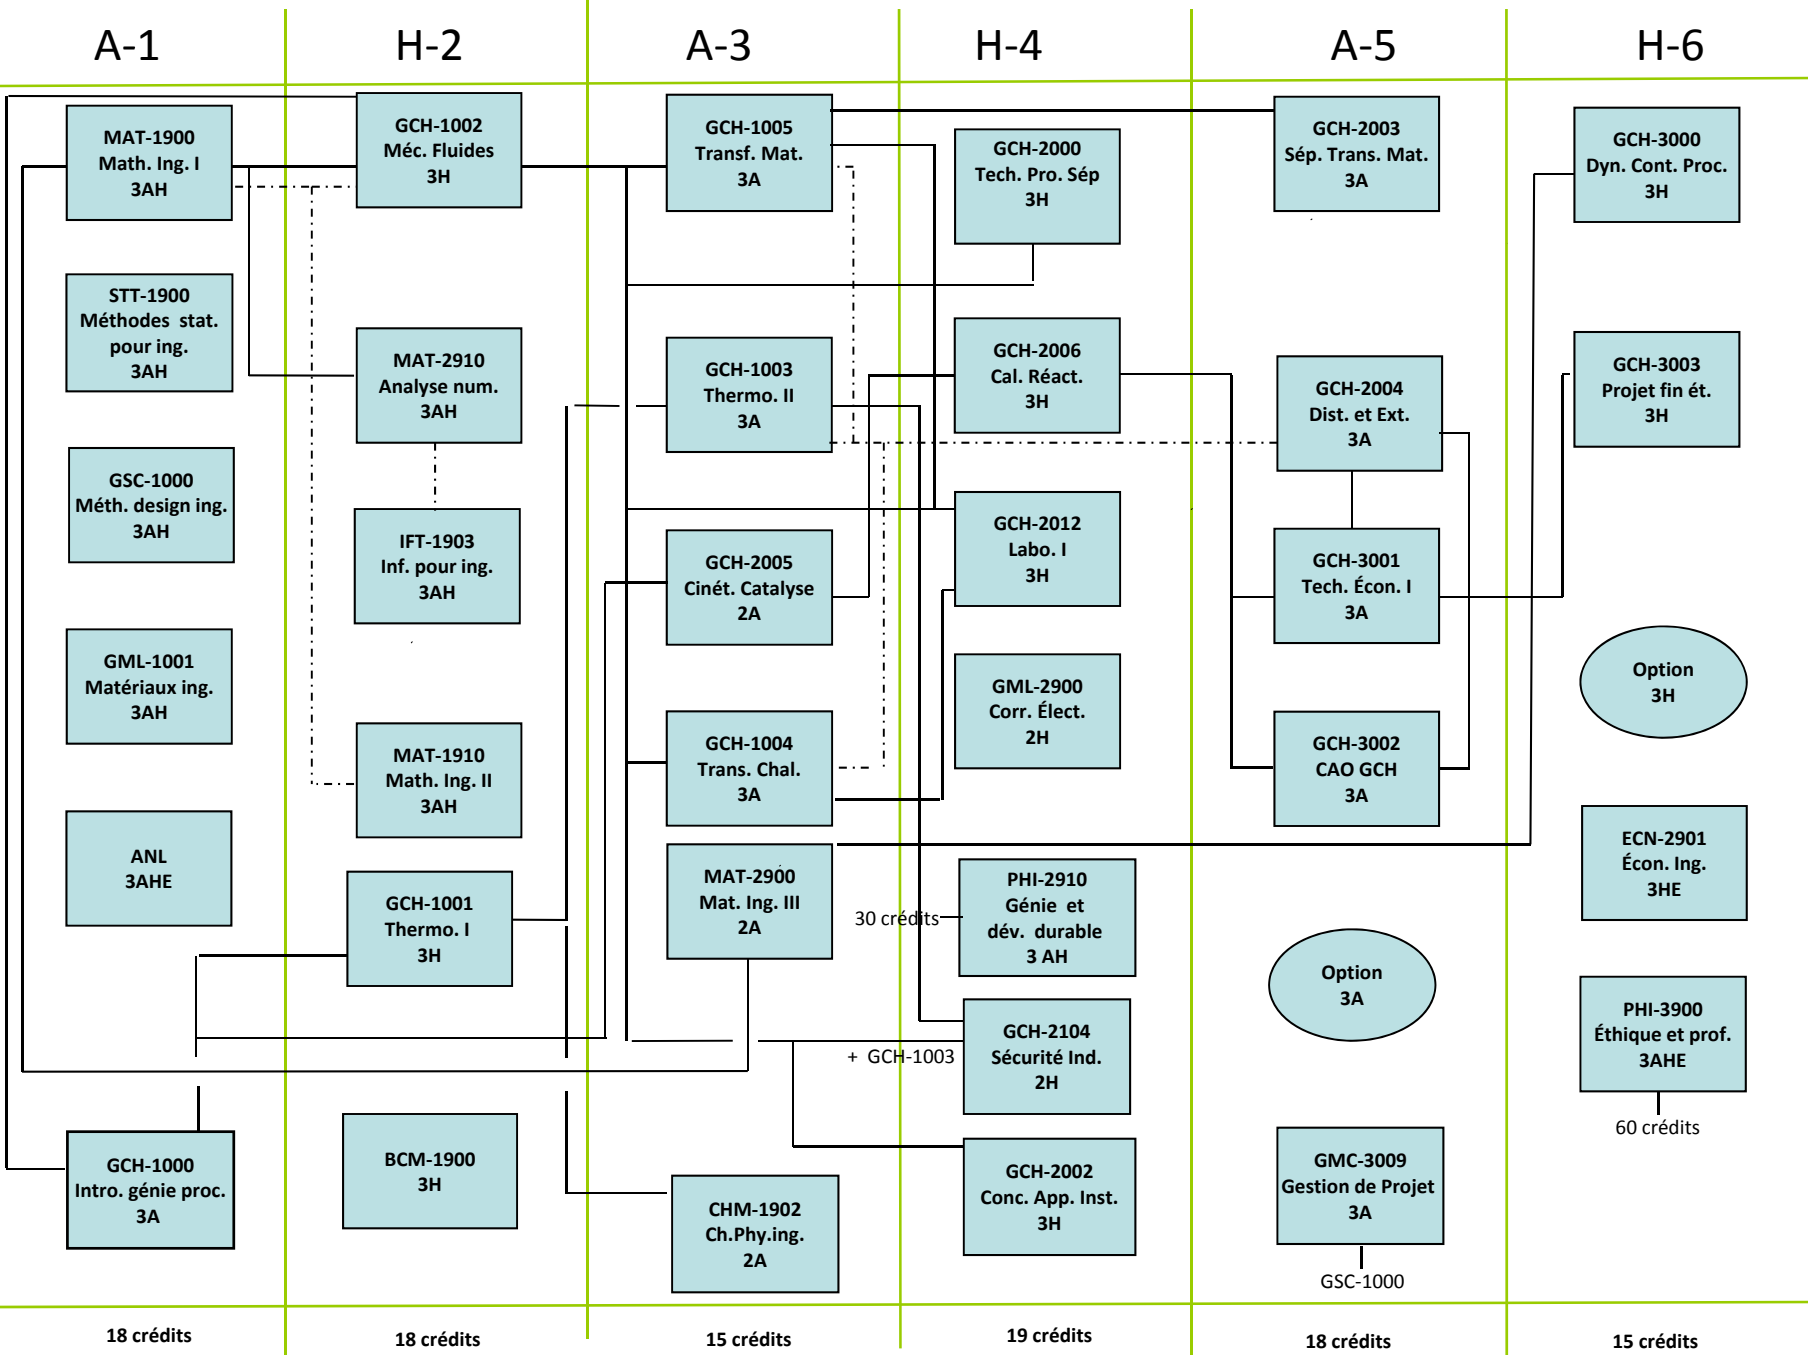 A-1
H-2
A-3
H-4
A-5
H-6
MAT-1900
Math. Ing. I
3AH
STT-1900
Méthodes stat.
pour ing.
3AH
GSC-1000
Méth. design ing.
3AH
GML-1001
Matériaux ing.
3AH
ANL
3AHE
GCH-1000
Intro. génie proc.
3A
18 crédits
GCH-1002
Méc. Fluides
3H
MAT-2910
Analyse num.
3AH
IFT-1903
Inf. pour ing.
3AH
MAT-1910
Math. Ing. II
3AH
GCH-1001
Thermo. I
3H
BCM-1900
3H
18 crédits
GCH-1005
Transf. Mat.
3A
GCH-1003
Thermo. II
3A
GCH-2005
Cinét. Catalyse
2A
GCH-1004
Trans. Chal.
3A
MAT-2900
Mat. Ing. III
2A
CHM-1902
Ch.Phy.ing.
2A
15 crédits
GCH-2000
Tech. Pro. Sép
3H
GCH-2006
Cal. Réact.
3H
GCH-2012
Labo. I
3H
GML-2900
Corr. Élect.
2H
30 crédits
PHI-2910
Génie et
dév. durable
3 AH
+ GCH-1003
GCH-2104
Sécurité Ind.
2H
GCH-2002
Conc. App. Inst.
3H
19 crédits
GCH-2003
Sép. Trans. Mat.
3A
GCH-2004
Dist. et Ext.
3A
GCH-3001
Tech. Écon. I
3A
GCH-3002
CAO GCH
3A
Option
3A
GMC-3009
Gestion de Projet
3A
GSC-1000
18 crédits
GCH-3000
Dyn. Cont. Proc.
3H
GCH-3003
Projet fin ét.
3H
Option
3H
ECN-2901
Écon. Ing.
3HE
PHI-3900
Éthique et prof.
3AHE
60 crédits
15 crédits